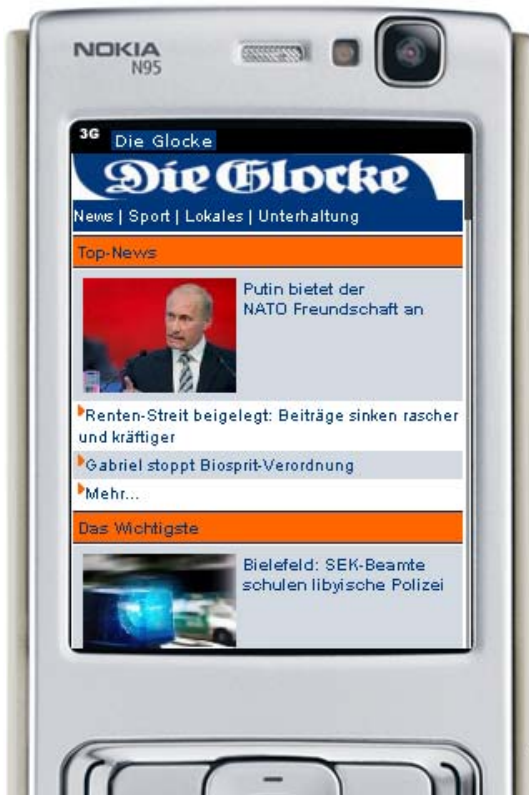 NOKIA
N95
3G Die Glocke
Die Glocke
News | Sport | Lokales | Unterhaltung
Top-News
Putin bietet der
NATO Freundschaft an
Renten-Streit beigelegt: Beiträge sinken rascher
und kräftiger
Gabriel stoppt Biosprit-Verordnung
Mehr...
Das Wichtigste
Bielefeld: SEK-Beamte
schulen libyische Polizei